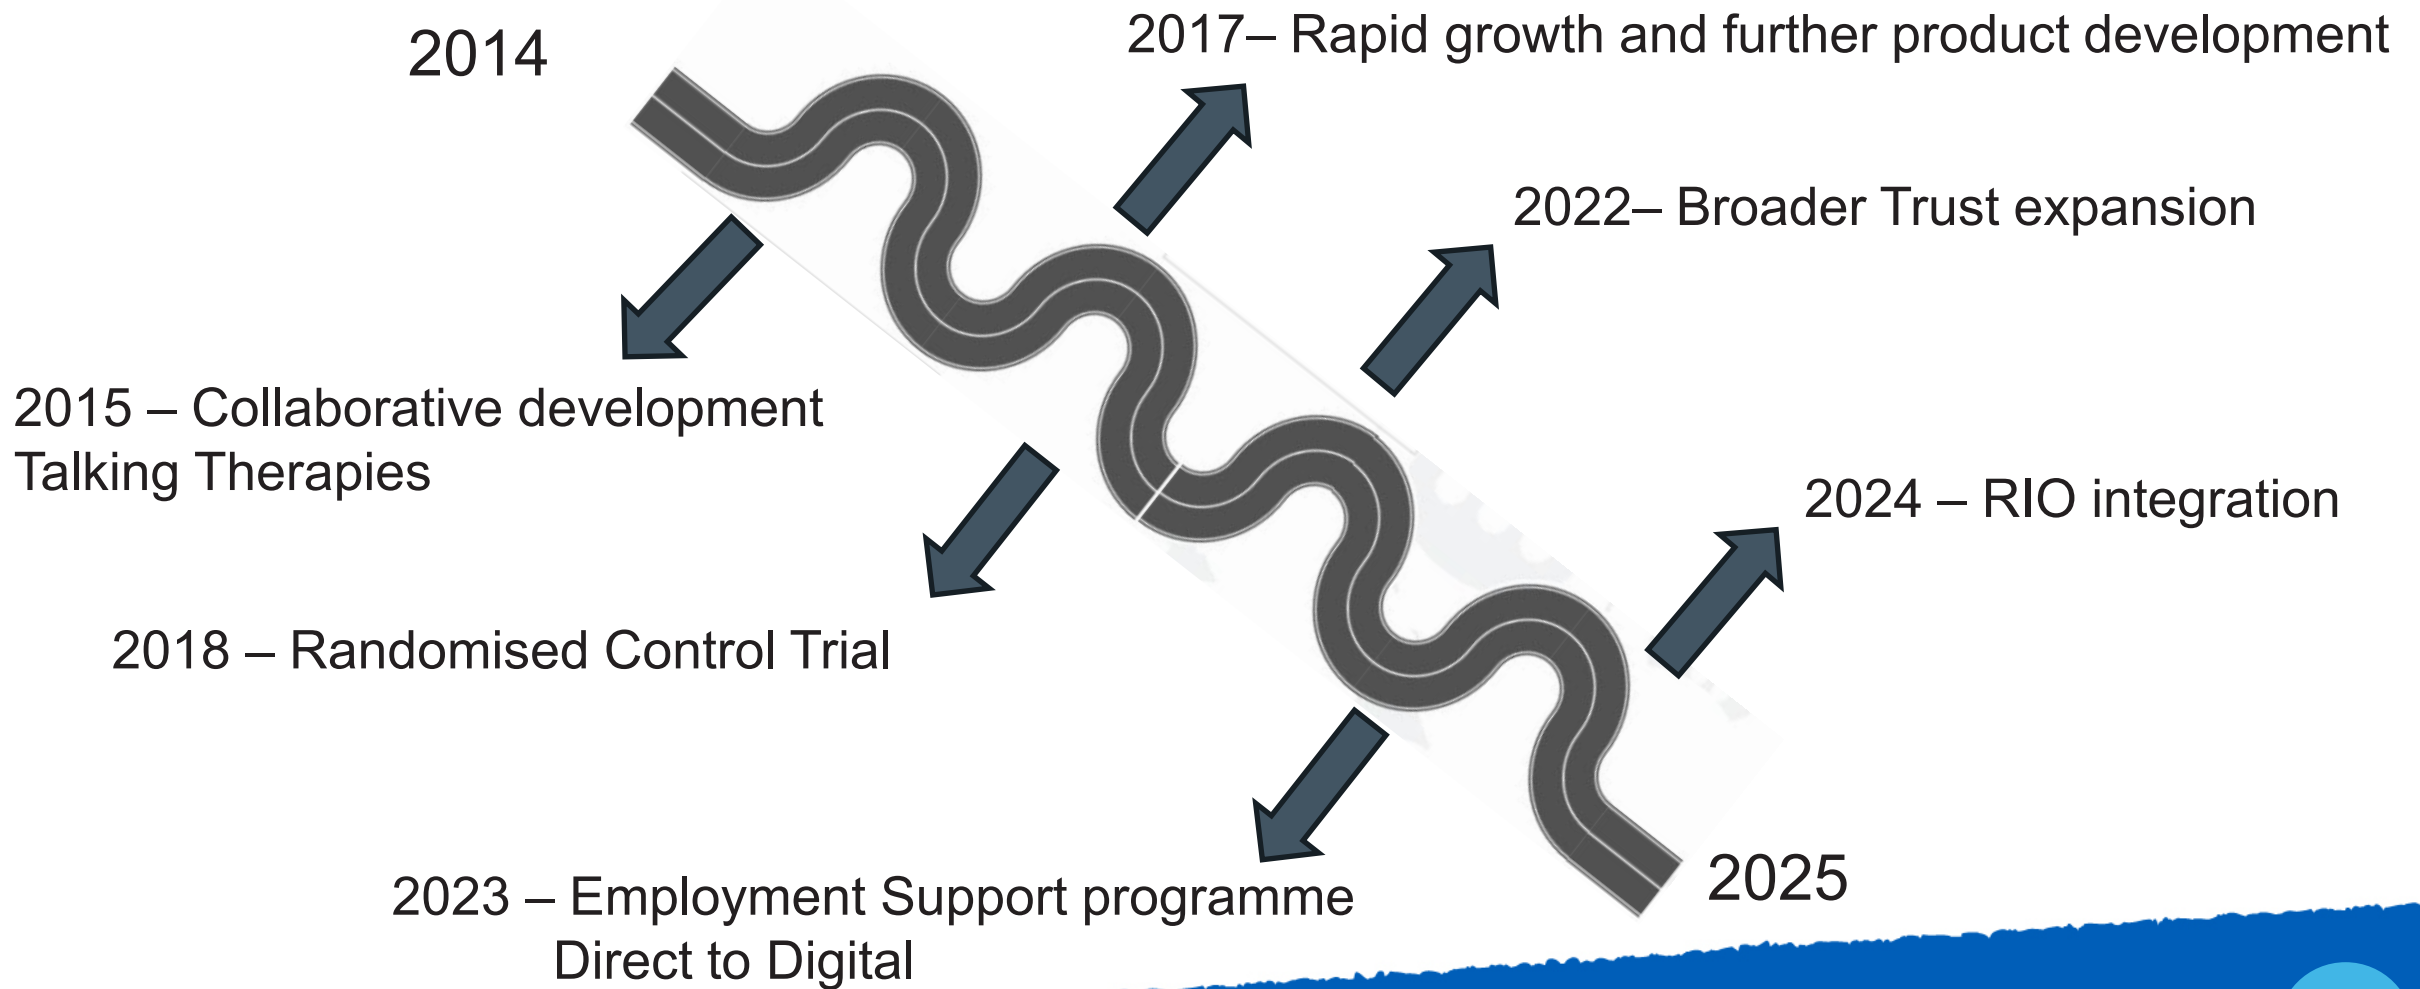 2014
2017– Rapid growth and further product development
2022– Broader Trust expansion
2015 – Collaborative development
Talking Therapies
2024 – RIO integration
2018 – Randomised Control Trial
2023 – Employment Support programme
Direct to Digital
2025